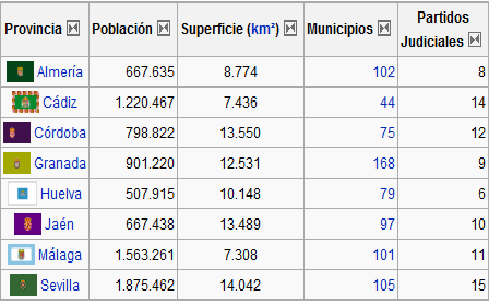 Provincia Población Superficie (km²) Municipios Partidos Judiciales
Almería 667.635 8.774 102 8
Cádiz 1.220.467 7.436 44 14
Córdoba 798.822 13.550 75 12
Granada 901.220 12.531 168 9
Huelva 507.915 10.148 79 6
Jaén 667.438 13.489 97 10
Málaga 1.563.261 7.308 101 11
Sevilla 1.875.462 14.042 105 15